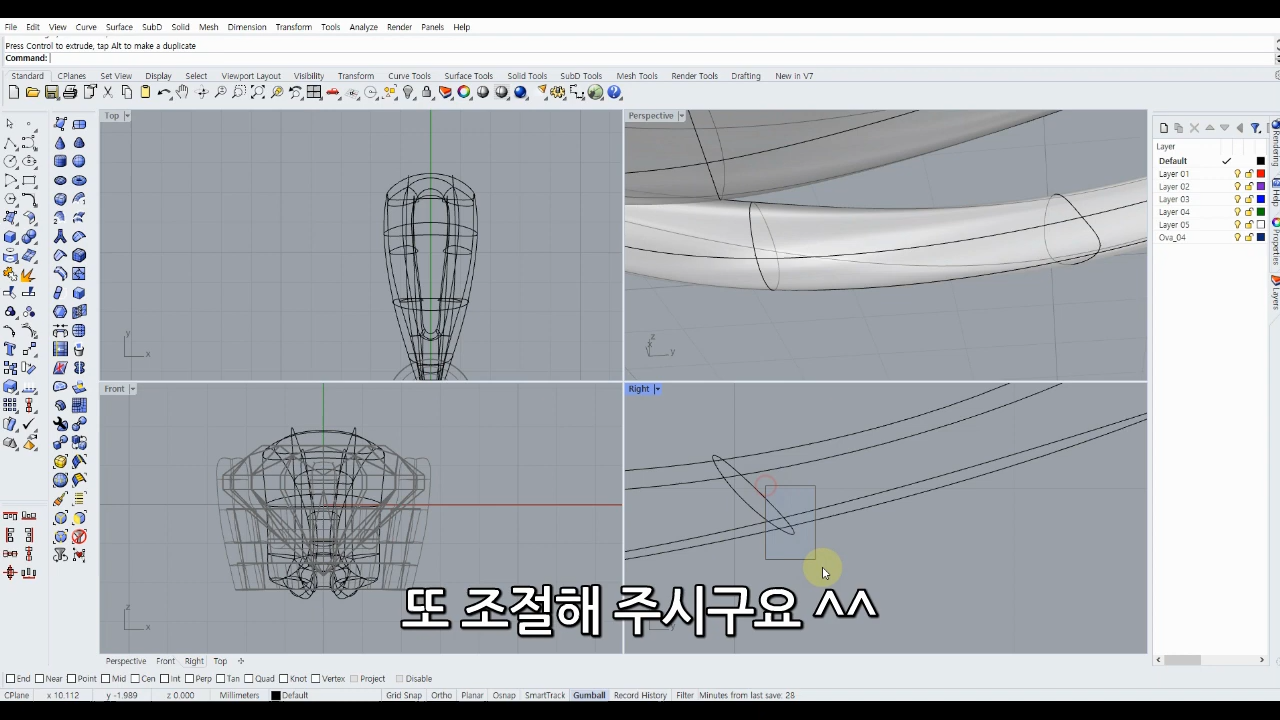 File Edit View Curve Surface SubD Solid Mesh Dimension Transform Tools Analyze Render Panels Help
Press Control to extrude, tap Alt to make a duplicate
Command:
Standard CPlanes Set View Display Select Viewport Layout Visibility Transform Curve Tools Surface Tools Solid Tools SubD Tools Mesh Tools Render Tools Drafting New in V7
Top
Perspective
Front
Right
y
x
z
y
z
x
Layer
Default
Layer 01
Layer 02
Layer 03
Layer 04
Layer 05
Ova_04
Rendering
Help
Properties
Layers
또 조절해 주시구요 ^^
Perspective Front Right Top
End Near Point Mid Cen Int Perp Tan Quad Knot Vertex Project Disable
CPlane x 10.112 y -1.989 z 0.000 Millimeters Default Grid Snap Ortho Planar Osnap SmartTrack Gumball Record History Filter Minutes from last save: 28